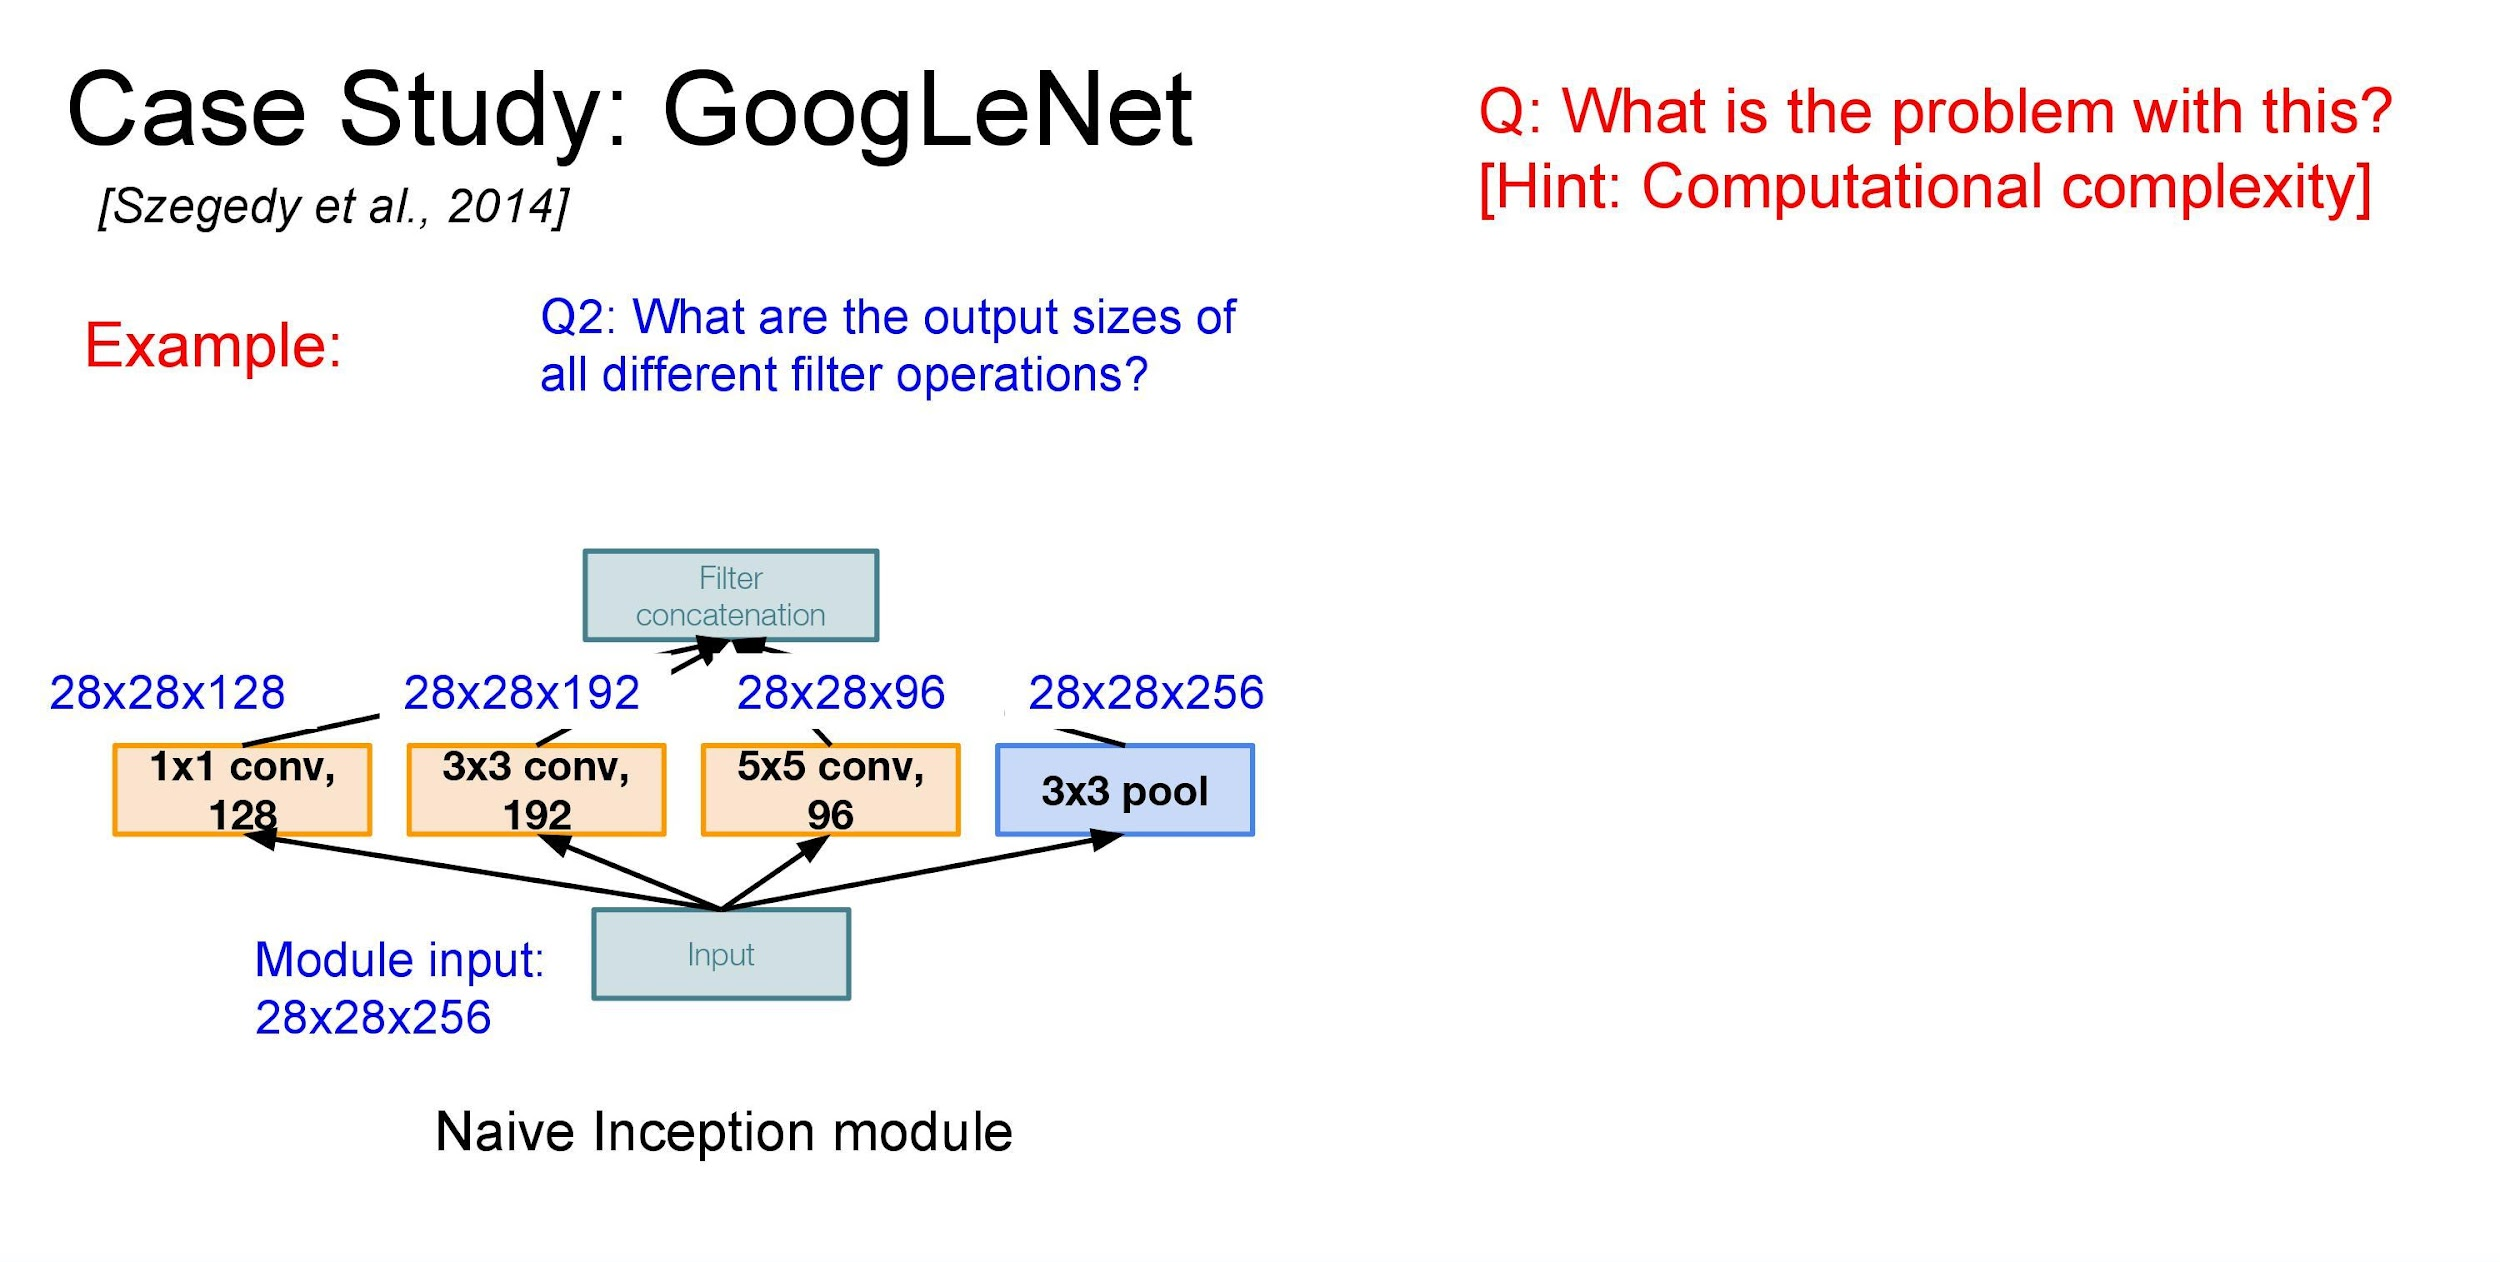 Case Study: GoogLeNet
[Szegedy et al., 2014]
Q: What is the problem with this?
[Hint: Computational complexity]
Example:
Q2: What are the output sizes of
all different filter operations?
Filter
concatenation
28x28x128
28x28x192
28x28x96
28x28x256
1x1 conv,
128
3x3 conv,
192
5x5 conv,
96
3x3 pool
Module input:
28x28x256
Input
Naive Inception module